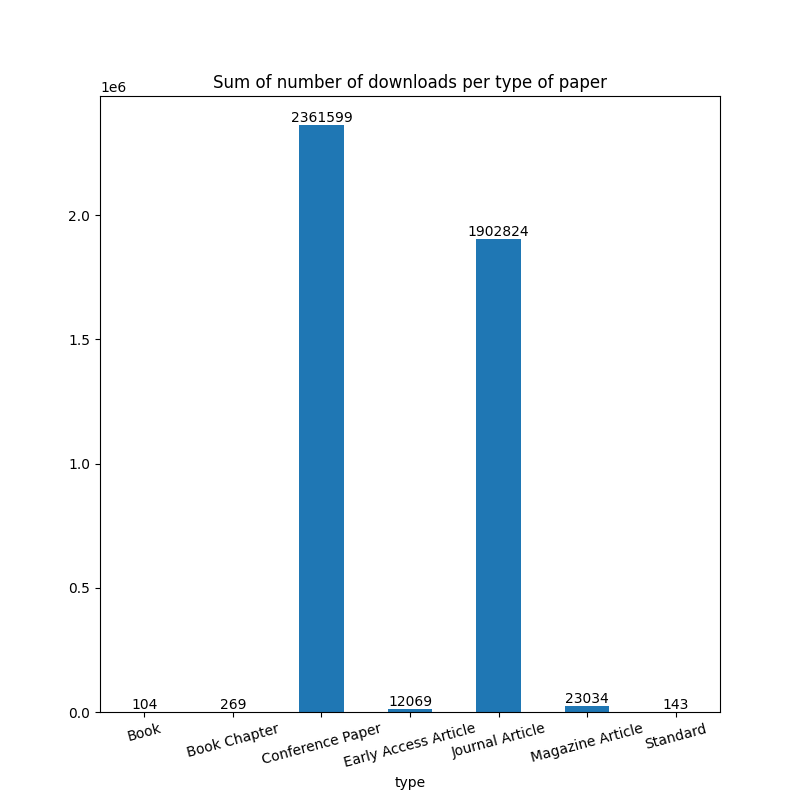 Sum of number of downloads per type of paper
1e6
2361599
2.0
1902824
1.5
1.0
0.5
0.0
104
269
12069
23034
143
Book
Book Chapter
Conference Paper
Early Access Article
Journal Article
Magazine Article
Standard
type